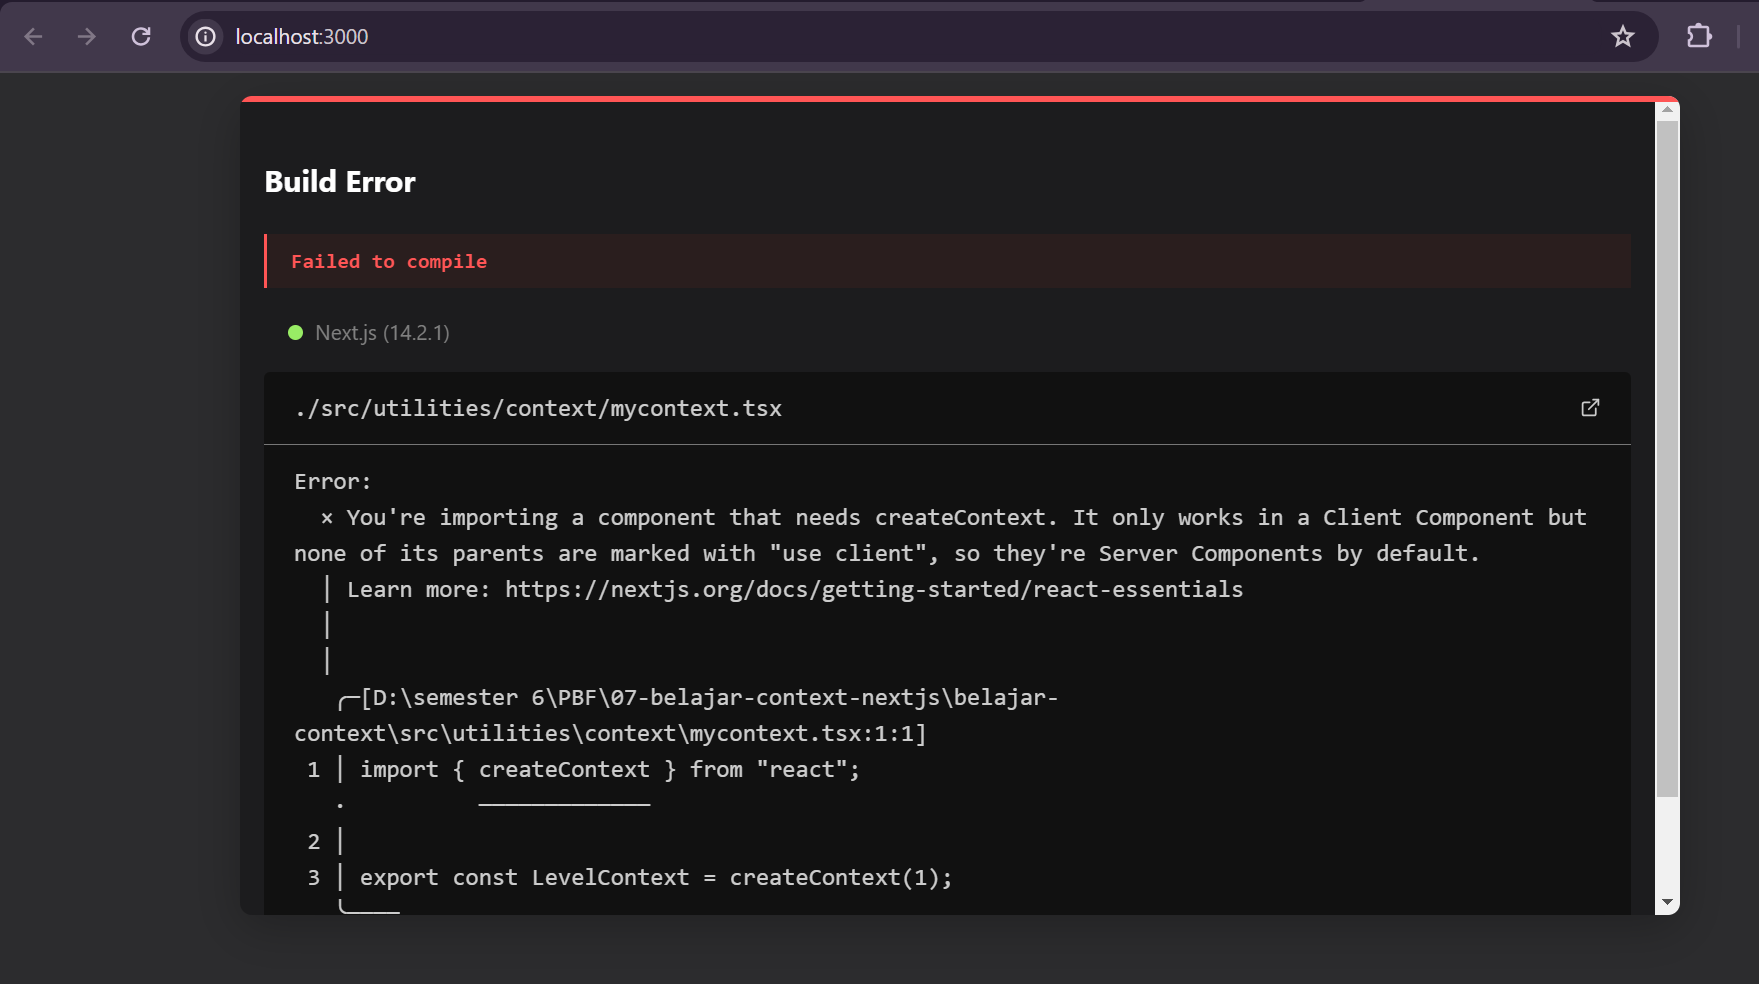 localhost:3000
Build Error
Failed to compile
Next.js (14.2.1)
./src/utilities/context/mycontext.tsx
Error:
  × You're importing a component that needs createContext. It only works in a Client Component but
none of its parents are marked with "use client", so they're Server Components by default.
  | Learn more: https://nextjs.org/docs/getting-started/react-essentials
  |
  |
   ╭─[D:\semester 6\PBF\07-belajar-context-nextjs\belajar-
context\src\utilities\context\mycontext.tsx:1:1]
 1 │ import { createContext } from "react";
   ·          ─────────────
 2 │
 3 │ export const LevelContext = createContext(1);
   ╰────